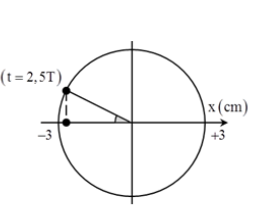 (t = 2,5T)
x (cm)
−3
+3